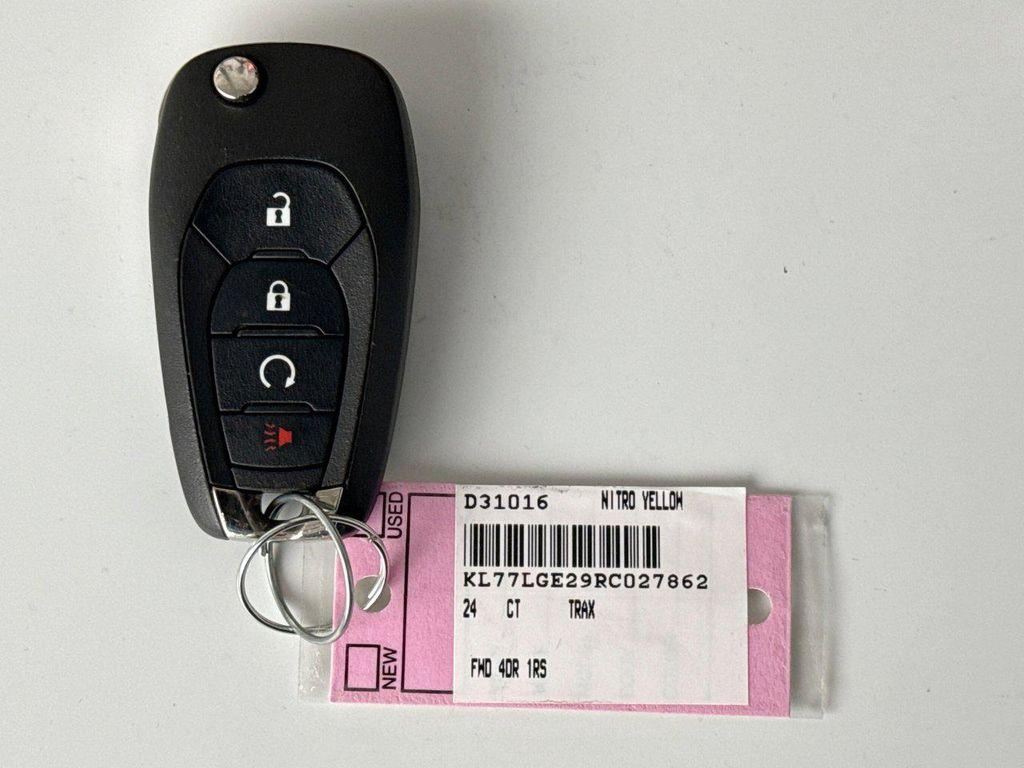 D31016 NITRO YELLOW
KL77LGE29RC027862
24 CT TRAX
FWD 4DR 1RS
USED
NEW